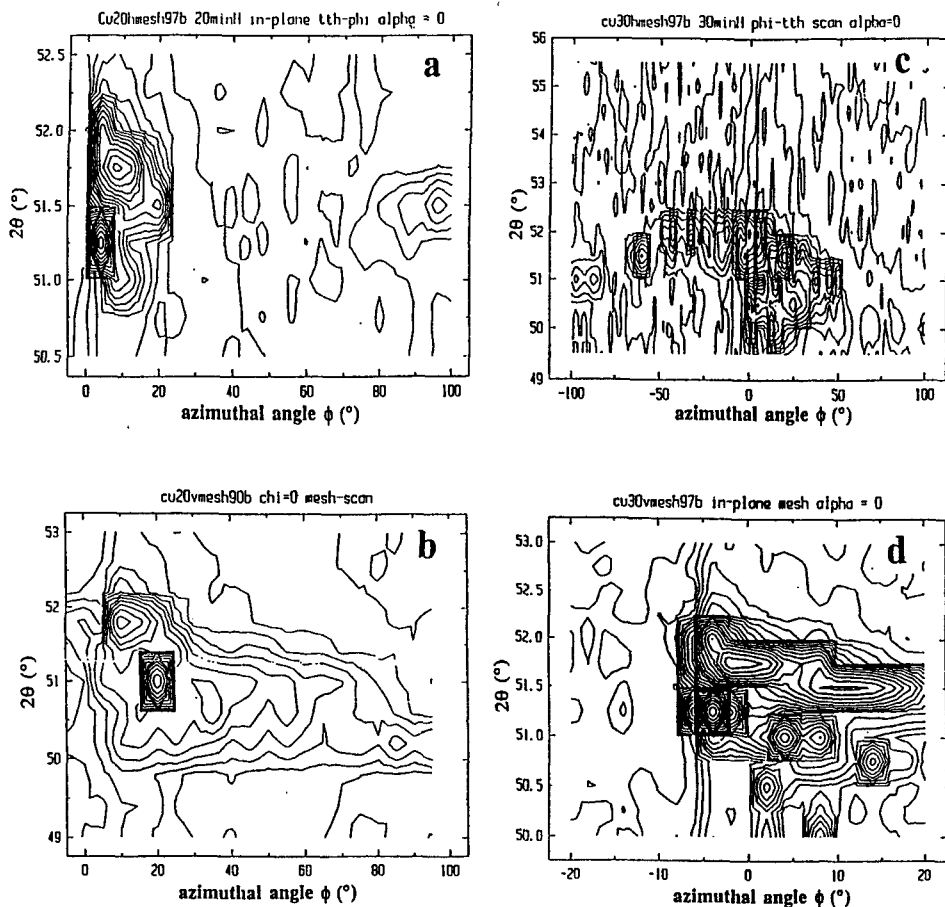 Cu20hmesh97b 20minH in-plane tth-phi alpha = 0
a
52.5
52.0
51.5
51.0
50.5
2θ (°)
0 20 40 60 80 100
azimuthal angle ϕ (°)
cu30hmesh97b 30minH phi-tth scan alpha=0
c
56
55
54
53
52
51
50
49
2θ (°)
-100 -50 0 50 100
azimuthal angle ϕ (°)
cu20vmesh90b chi=0 mesh-scan
b
53
52
51
50
49
2θ (°)
0 20 40 60 80 100
azimuthal angle ϕ (°)
cu30vmesh97b in-plane mesh alpha = 0
d
53.0
52.5
52.0
51.5
51.0
50.5
50.0
2θ (°)
-20 -10 0 10 20
azimuthal angle ϕ (°)